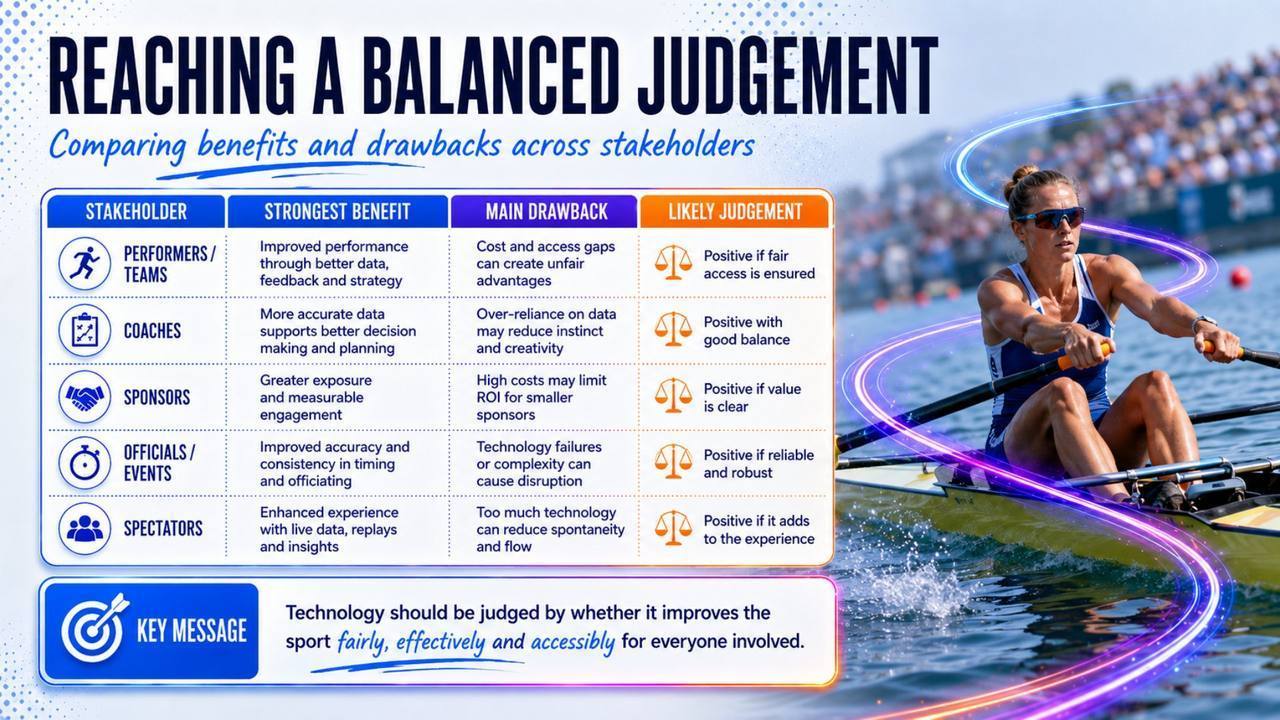 REACHING A BALANCED JUDGEMENT
Comparing benefits and drawbacks across stakeholders
STAKEHOLDER
STRONGEST BENEFIT
MAIN DRAWBACK
LIKELY JUDGEMENT
PERFORMERS /
TEAMS
Improved performance
through better data,
feedback and strategy
Cost and access gaps
can create unfair
advantages
Positive if fair
access is ensured
COACHES
More accurate data
supports better decision
making and planning
Over-reliance on data
may reduce instinct
and creativity
Positive with
good balance
SPONSORS
Greater exposure
and measurable
engagement
High costs may limit
ROI for smaller
sponsors
Positive if value
is clear
OFFICIALS /
EVENTS
Improved accuracy and
consistency in timing
and officiating
Technology failures
or complexity can
cause disruption
Positive if reliable
and robust
SPECTATORS
Enhanced experience
with live data, replays
and insights
Too much technology
can reduce spontaneity
and flow
Positive if it adds
to the experience
KEY MESSAGE
Technology should be judged by whether it improves the
sport fairly, effectively and accessibly for everyone involved.